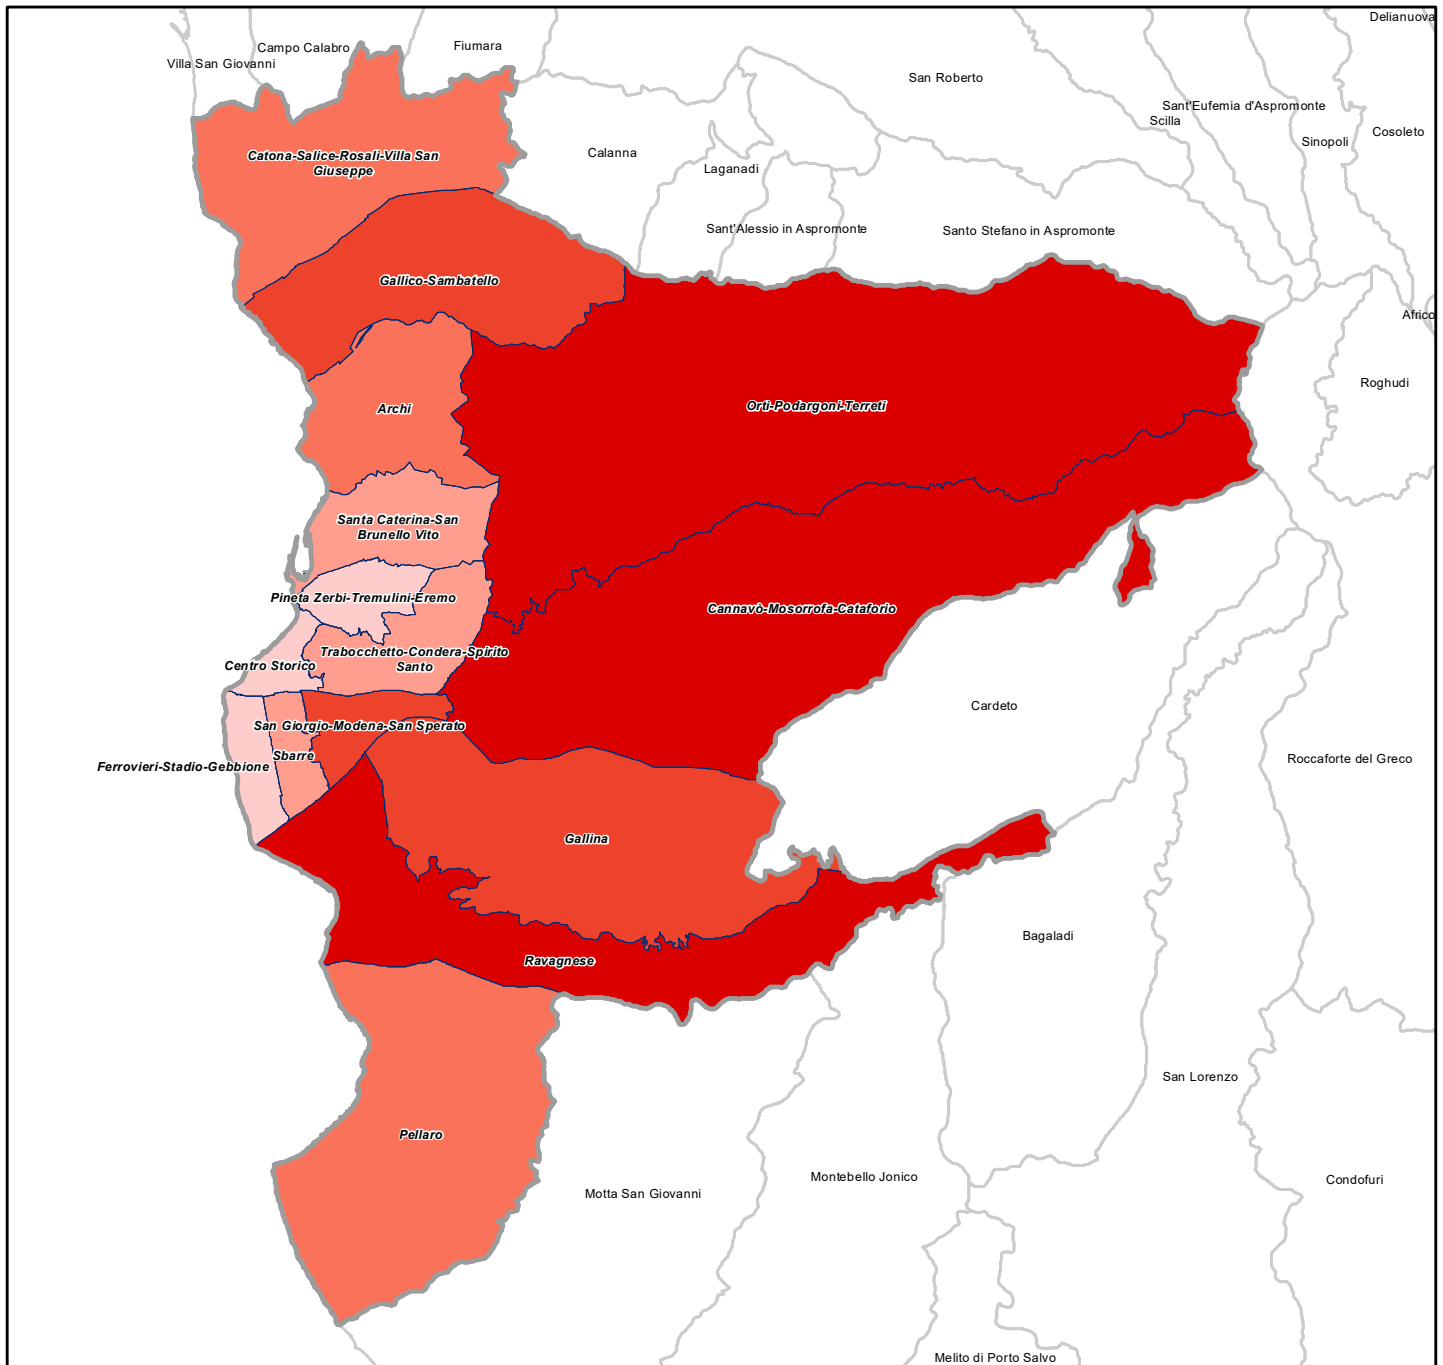 Delianuova
Campo Calabro
Fiumara
Villa San Giovanni
San Roberto
Sant'Eufemia d'Aspromonte
Scilla
Sinopoli
Cosoleto
Catona-Salice-Rosali-Villa San
Giuseppe
Calanna
Laganadi
Sant'Alessio in Aspromonte
Santo Stefano in Aspromonte
Gallico-Sambatello
Africo
Roghudi
Archi
Orti-Podargoni-Terreti
Santa Caterina-San
Brunello Vito
Pineta Zerbi-Tremulini-Eremo
Cannavò-Mosorrofa-Cataforio
Trabocchetto-Condera-Spirito
Santo
Centro Storico
Cardeto
San Giorgio-Modena-San Sperato
Sbarre
Ferrovieri-Stadio-Gebbione
Roccaforte del Greco
Gallina
Bagaladi
Ravagnese
San Lorenzo
Pellaro
Motta San Giovanni
Montebello Jonico
Condofuri
Melito di Porto Salvo